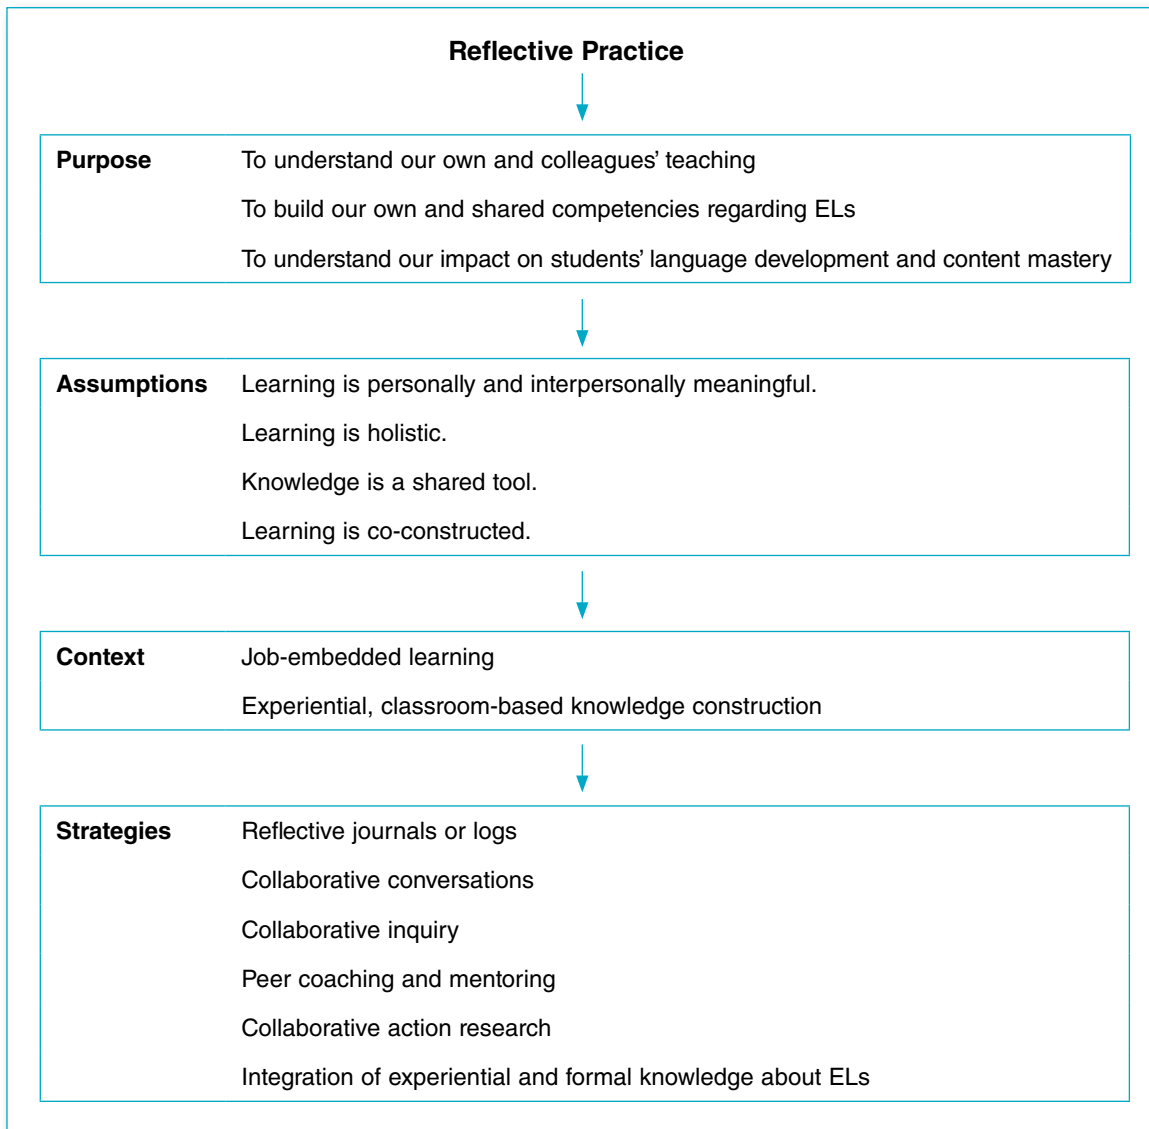 Reflective Practice
Purpose To understand our own and colleagues’ teaching
To build our own and shared competencies regarding ELs
To understand our impact on students’ language development and content mastery
Assumptions Learning is personally and interpersonally meaningful.
Learning is holistic.
Knowledge is a shared tool.
Learning is co-constructed.
Context Job-embedded learning
Experiential, classroom-based knowledge construction
Strategies Reflective journals or logs
Collaborative conversations
Collaborative inquiry
Peer coaching and mentoring
Collaborative action research
Integration of experiential and formal knowledge about ELs